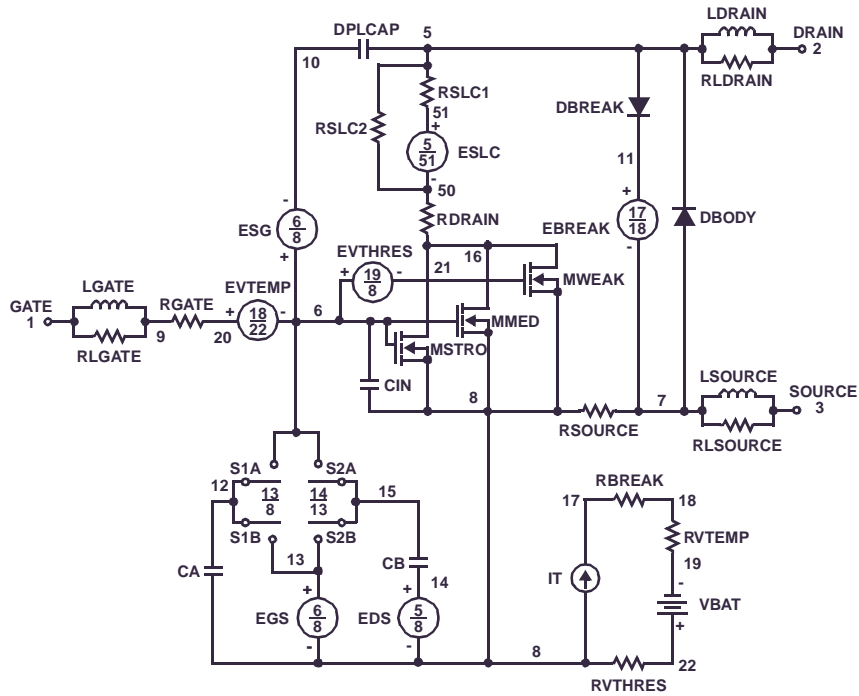 LDRAIN
DPLCAP 5 DRAIN
10 2
RSLC1 RLDRAIN
51 DBREAK
RSLC2 +
5
51 ESLC
- 11
50
- +
ESG 6
8 RDRAIN EBREAK 17
18 DBODY
+ EVTHRES 16 -
+ 19
8 - 21 MWEAK
LGATE EVTEMP
GATE RGATE + 18
22 - 6 MMED
1 9 20 MSTRO
RLGATE
CIN LSOURCE
8 7 SOURCE
3
RSOURCE RLSOURCE
S1A S2A
12 13
8 14
13 15 RBREAK
17 18
S1B S2B RVTEMP
13 CB 19
CA IT -
+ + 14
EGS 6
8 EDS 5
8 VBAT
- - +
8 22
RVTHRES